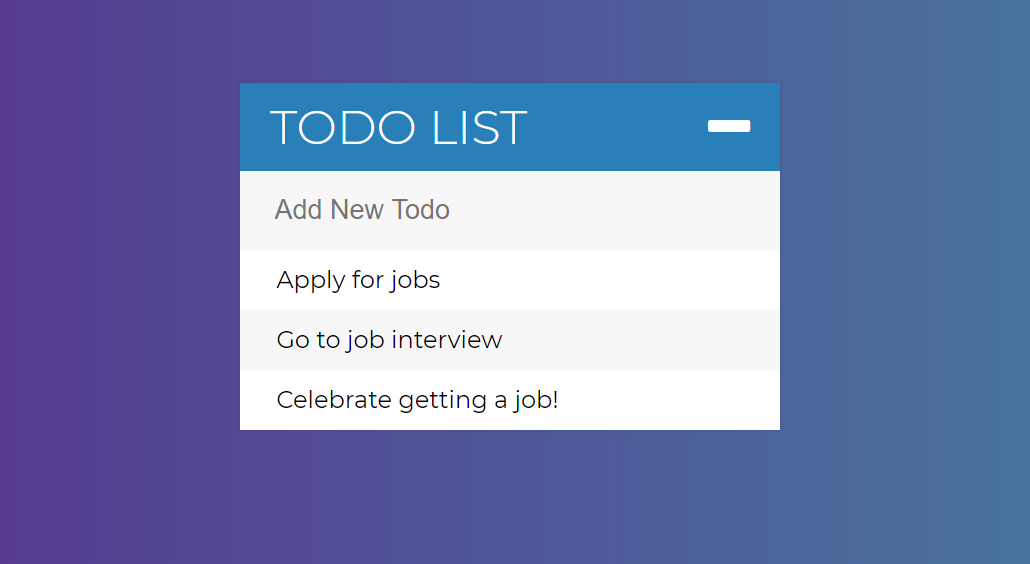 TODO LIST
Add New Todo
Apply for jobs
Go to job interview
Celebrate getting a job!